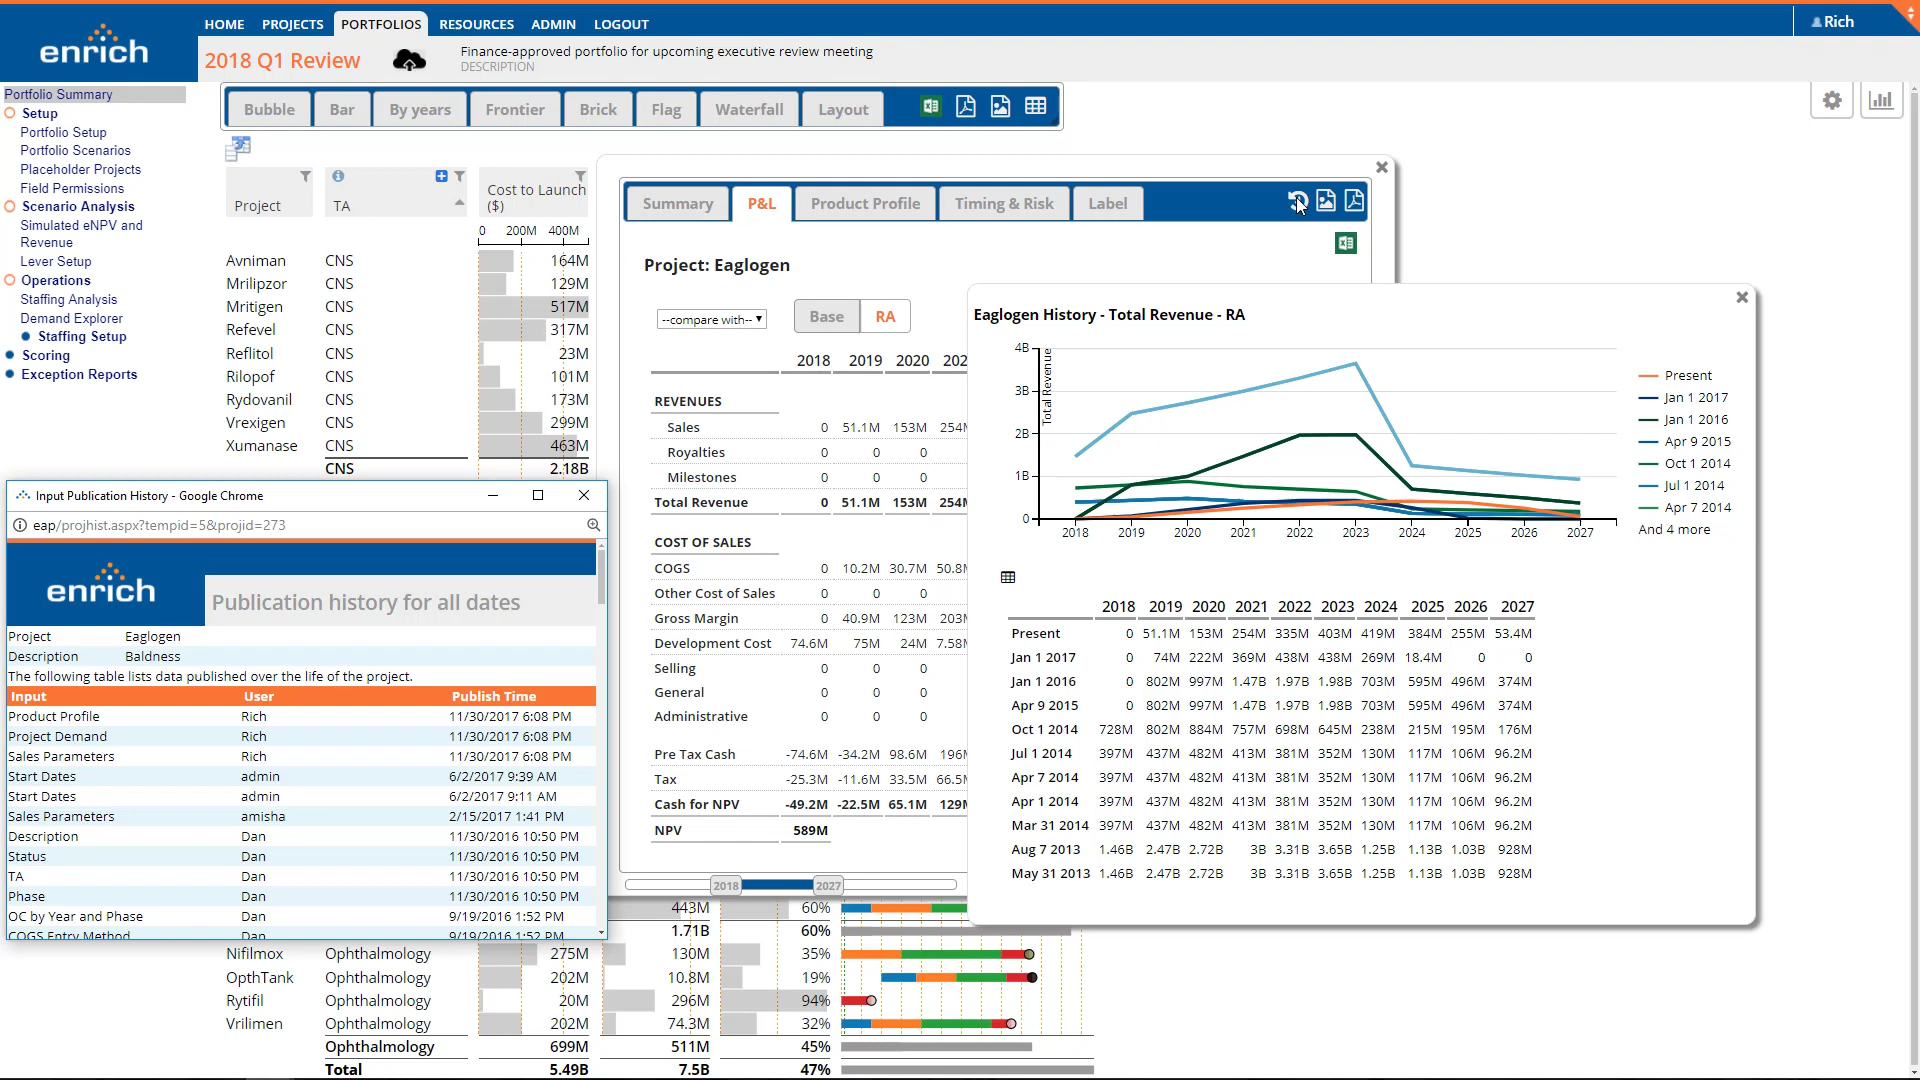 HOME PROJECTS PORTFOLIOS RESOURCES ADMIN LOGOUT
Rich
enrich
2018 Q1 Review
Finance-approved portfolio for upcoming executive review meeting
DESCRIPTION
Portfolio Summary
Setup
Portfolio Setup
Portfolio Scenarios
Placeholder Projects
Field Permissions
Scenario Analysis
Simulated eNPV and
Revenue
Lever Setup
Operations
Staffing Analysis
Demand Explorer
Staffing Setup
Scoring
Exception Reports
Bubble Bar By years Frontier Brick Flag Waterfall Layout
Project TA Cost to Launch
($)
0 200M 400M
Avniman CNS 164M
Mrilipzor CNS 129M
Mritigen CNS 517M
Refevel CNS 317M
Reflitol CNS 23M
Rilopof CNS 101M
Rydovanil CNS 173M
Vrexigen CNS 299M
Xumanase CNS 463M
CNS 2.18B
Summary P&L Product Profile Timing & Risk Label
Project: Eaglogen
--compare with-- Base RA
2018 2019 2020 202
REVENUES
Sales 0 51.1M 153M 254M
Royalties 0 0 0
Milestones 0 0 0
Total Revenue 0 51.1M 153M 254M
COST OF SALES
COGS 0 10.2M 30.7M 50.8M
Other Cost of Sales 0 0 0
Gross Margin 0 40.9M 123M 203M
Development Cost 74.6M 75M 24M 7.58M
Selling 0 0 0
General 0 0 0
Administrative 0 0 0
Pre Tax Cash -74.6M -34.2M 98.6M 196M
Tax -25.3M -11.6M 33.5M 66.5M
Cash for NPV -49.2M -22.5M 65.1M 129M
NPV 589M
2018 2027
Eaglogen History - Total Revenue - RA
Total Revenue
4B
3B
2B
1B
0
2018 2019 2020 2021 2022 2023 2024 2025 2026 2027
Present
Jan 1 2017
Jan 1 2016
Apr 9 2015
Oct 1 2014
Jul 1 2014
Apr 7 2014
And 4 more
2018 2019 2020 2021 2022 2023 2024 2025 2026 2027
Present 0 51.1M 153M 254M 335M 403M 419M 384M 255M 53.4M
Jan 1 2017 0 74M 222M 369M 438M 438M 269M 18.4M 0 0
Jan 1 2016 0 802M 997M 1.47B 1.97B 1.98B 703M 595M 496M 374M
Apr 9 2015 0 802M 997M 1.47B 1.97B 1.98B 703M 595M 496M 374M
Oct 1 2014 728M 802M 884M 757M 698M 645M 238M 215M 195M 176M
Jul 1 2014 397M 437M 482M 413M 381M 352M 130M 117M 106M 96.2M
Apr 7 2014 397M 437M 482M 413M 381M 352M 130M 117M 106M 96.2M
Apr 1 2014 397M 437M 482M 413M 381M 352M 130M 117M 106M 96.2M
Mar 31 2014 397M 437M 482M 413M 381M 352M 130M 117M 106M 96.2M
Aug 7 2013 1.46B 2.47B 2.72B 3B 3.31B 3.65B 1.25B 1.13B 1.03B 928M
May 31 2013 1.46B 2.47B 2.72B 3B 3.31B 3.65B 1.25B 1.13B 1.03B 928M
Input Publication History - Google Chrome
eap/projhist.aspx?tempid=5&projid=273
enrich
Publication history for all dates
Project Eaglogen
Description Baldness
The following table lists data published over the life of the project.
Input User Publish Time
Product Profile Rich 11/30/2017 6:08 PM
Project Demand Rich 11/30/2017 6:08 PM
Sales Parameters Rich 11/30/2017 6:08 PM
Start Dates admin 6/2/2017 9:39 AM
Start Dates admin 6/2/2017 9:11 AM
Sales Parameters amisha 2/15/2017 1:41 PM
Description Dan 11/30/2016 10:50 PM
Status Dan 11/30/2016 10:50 PM
TA Dan 11/30/2016 10:50 PM
Phase Dan 11/30/2016 10:50 PM
OC by Year and Phase Dan 9/19/2016 1:52 PM
COGS Entry Method Dan 9/19/2016 1:52 PM
443M 60%
1.71B 60%
Nifilmox Ophthalmology 275M 130M 35%
OpthTank Ophthalmology 202M 10.8M 19%
Rytifil Ophthalmology 20M 296M 94%
Vrilimen Ophthalmology 202M 74.3M 32%
Ophthalmology 699M 511M 45%
Total 5.49B 7.5B 47%